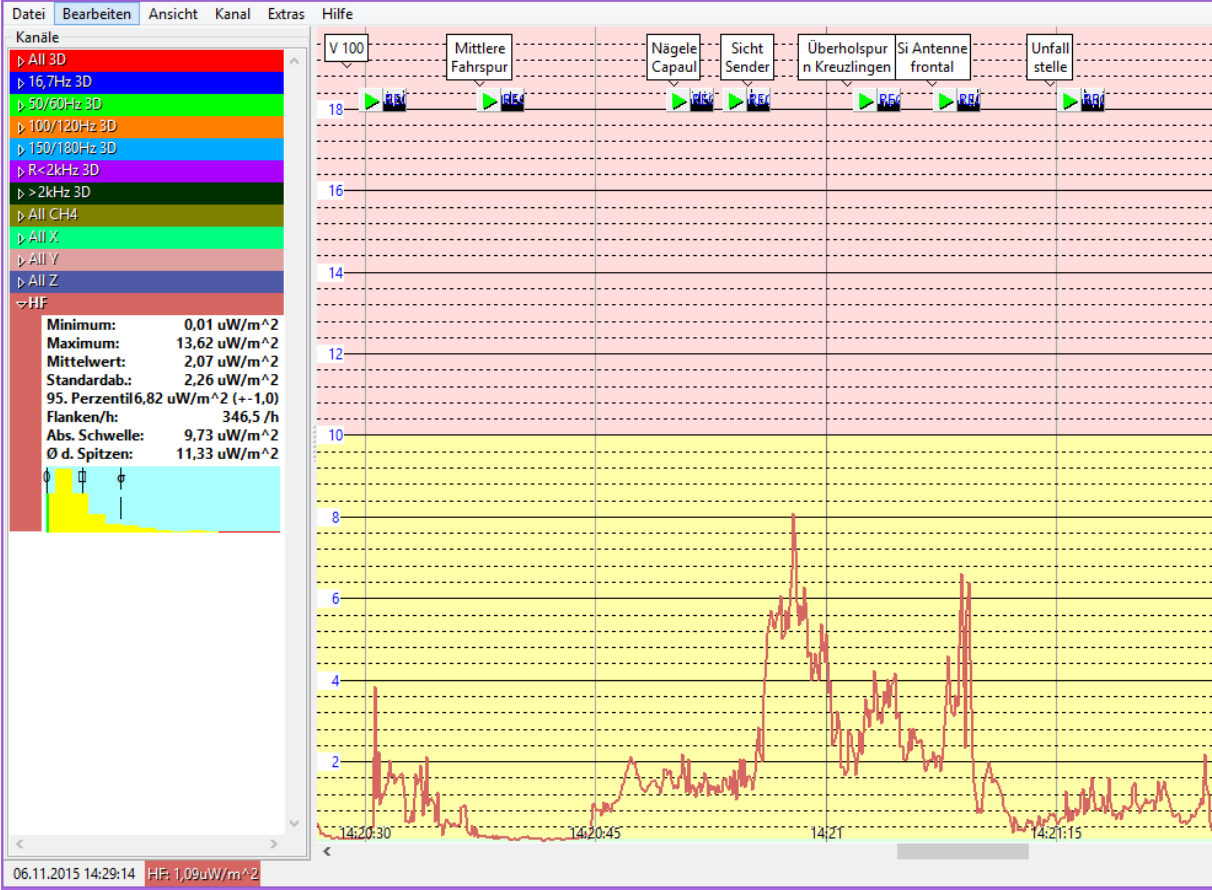 Datei Bearbeiten Ansicht Kanal Extras Hilfe
Kanäle
All 3D
16,7Hz 3D
50/60Hz 3D
100/120Hz 3D
150/180Hz 3D
R<2kHz 3D
>2kHz 3D
All CH4
All X
All Y
All Z
HF
Minimum: 0,01 uW/m^2
Maximum: 13,62 uW/m^2
Mittelwert: 2,07 uW/m^2
Standardab.: 2,26 uW/m^2
95. Perzentil6,82 uW/m^2 (+-1,0)
Flanken/h: 346,5 /h
Abs. Schwelle: 9,73 uW/m^2
Ø d. Spitzen: 11,33 uW/m^2
V 100
Mittlere
Fahrspur
Nägele
Capaul
Sicht
Sender
Überholspur
n Kreuzlingen
Si Antenne
frontal
Unfall
stelle
18
16
14
12
10
8
6
4
2
14:20:30 14:20:45 14:21 14:21:15
06.11.2015 14:29:14 HF: 1,09uW/m^2